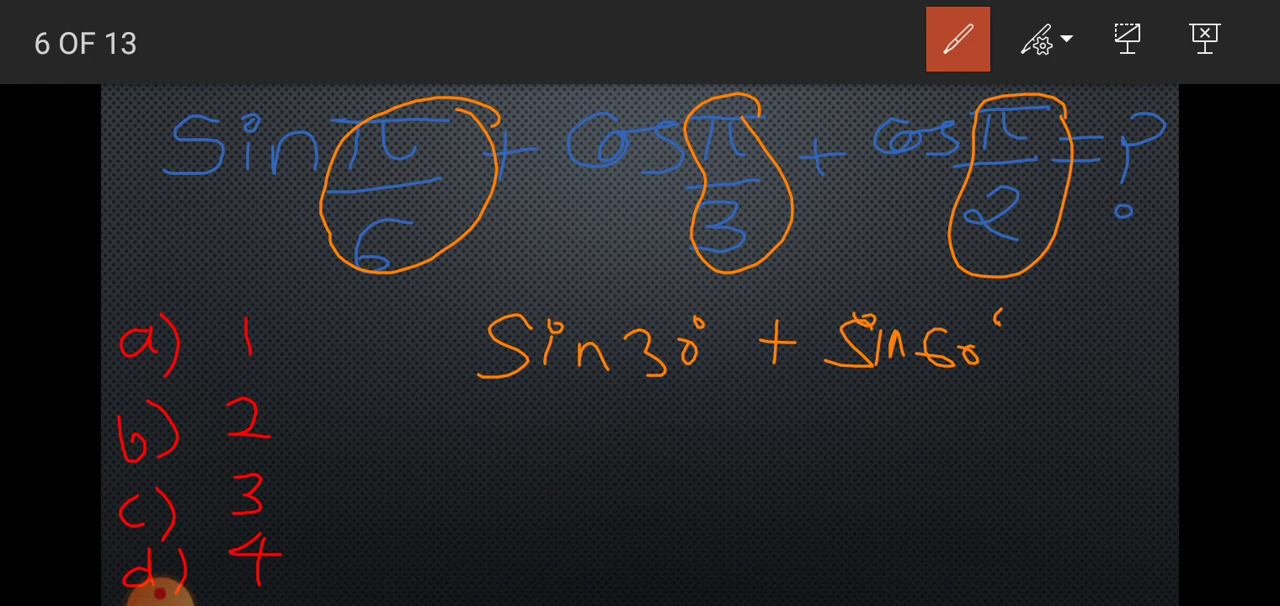 6 OF 13
sin π/6 + cos π/3 + cos π/2 = ?
a) 1
sin 30° + sin 60°
b) 2
c) 3
d) 4